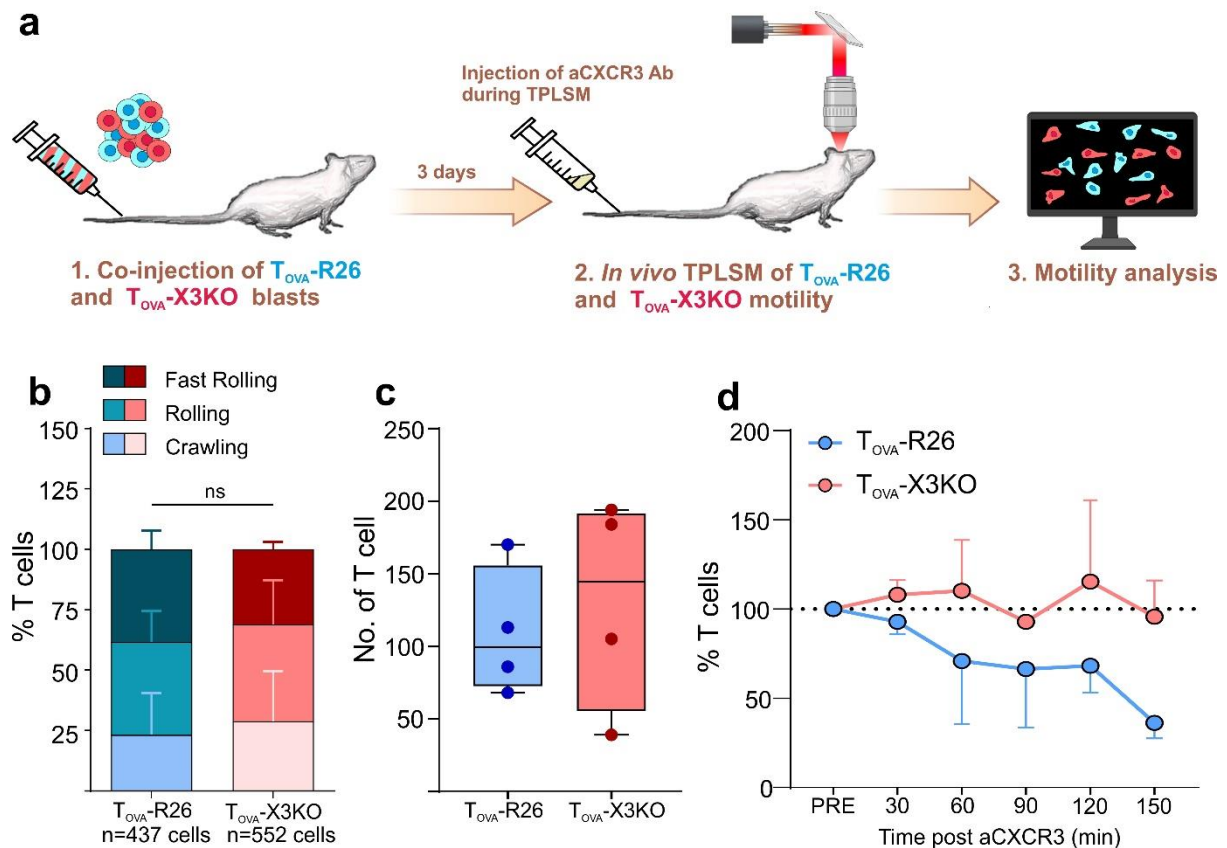 a
Injection of aCXCR3 Ab
during TPLSM
3 days
1. Co-injection of TOVA-R26
and TOVA-X3KO blasts
2. In vivo TPLSM of TOVA-R26
and TOVA-X3KO motility
3. Motility analysis
b
Fast Rolling
Rolling
Crawling
150
125
100
75
50
25
% T cells
ns
TOVA-R26
n=437 cells
TOVA-X3KO
n=552 cells
c
250
200
150
100
50
No. of T cell
TOVA-R26
TOVA-X3KO
d
TOVA-R26
TOVA-X3KO
200
150
100
50
0
% T cells
PRE 30 60 90 120 150
Time post aCXCR3 (min)